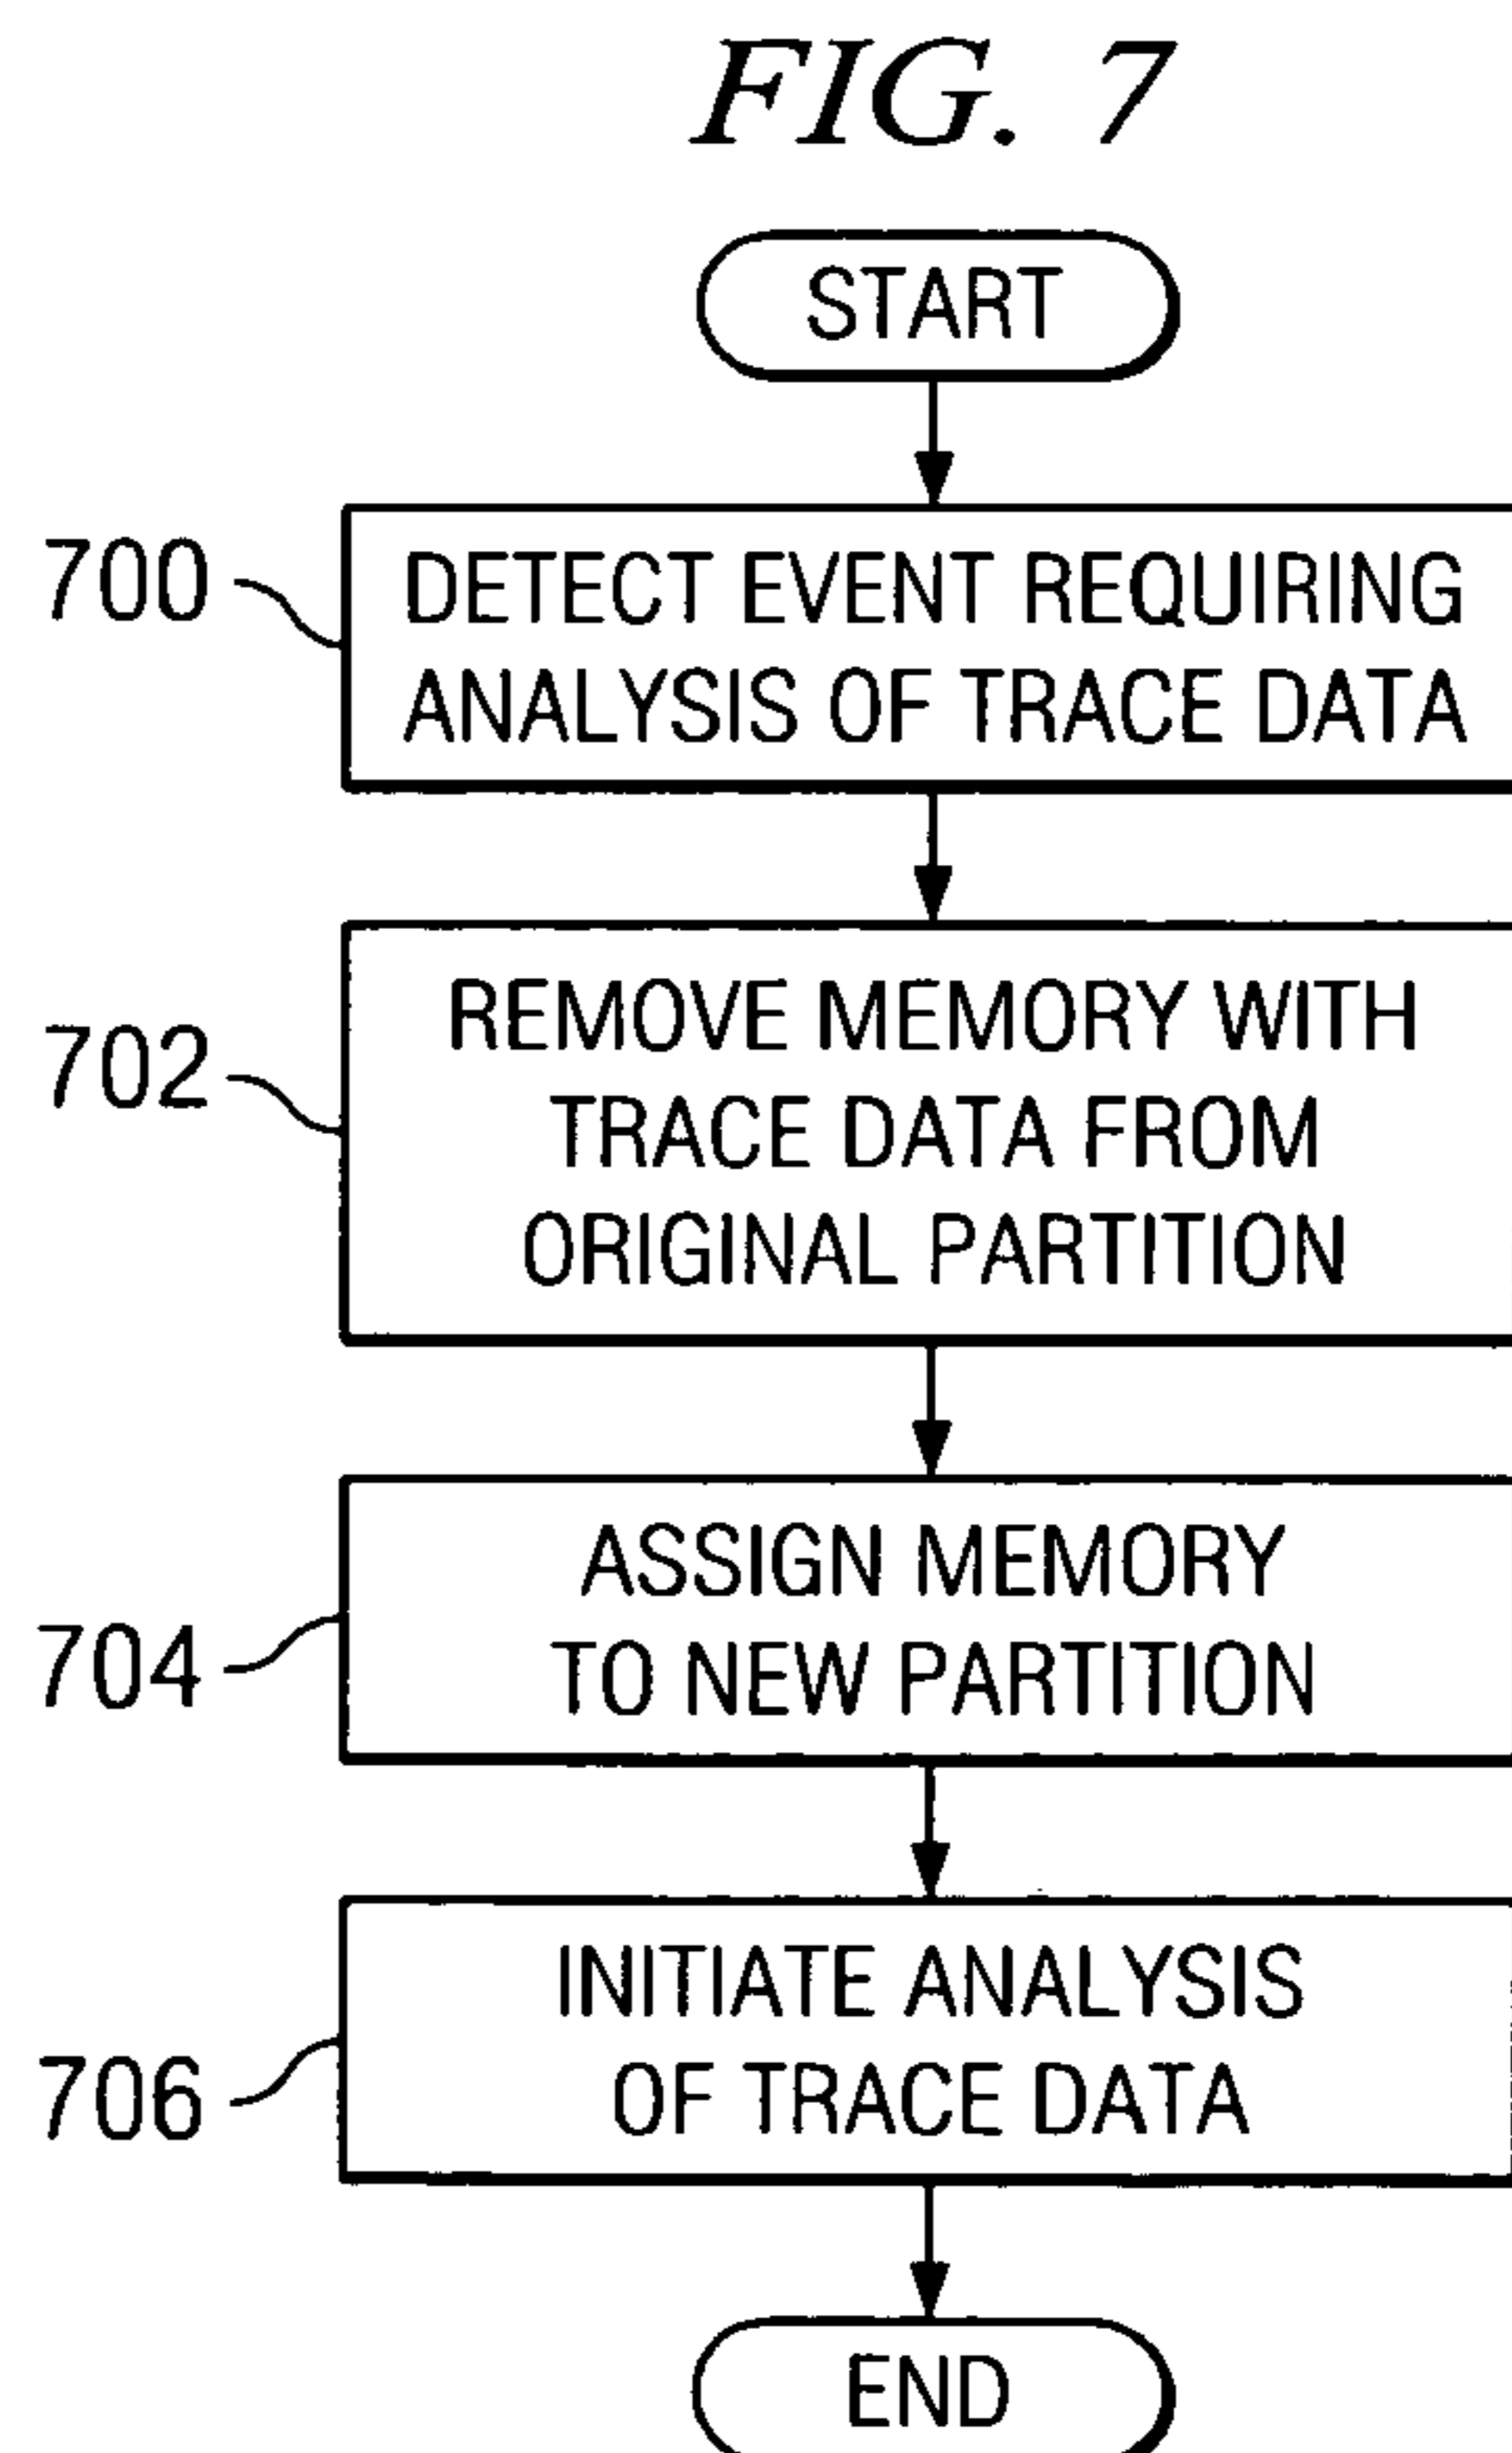 FIG. 7
START
700
DETECT EVENT REQUIRING
ANALYSIS OF TRACE DATA
702
REMOVE MEMORY WITH
TRACE DATA FROM
ORIGINAL PARTITION
704
ASSIGN MEMORY
TO NEW PARTITION
706
INITIATE ANALYSIS
OF TRACE DATA
END